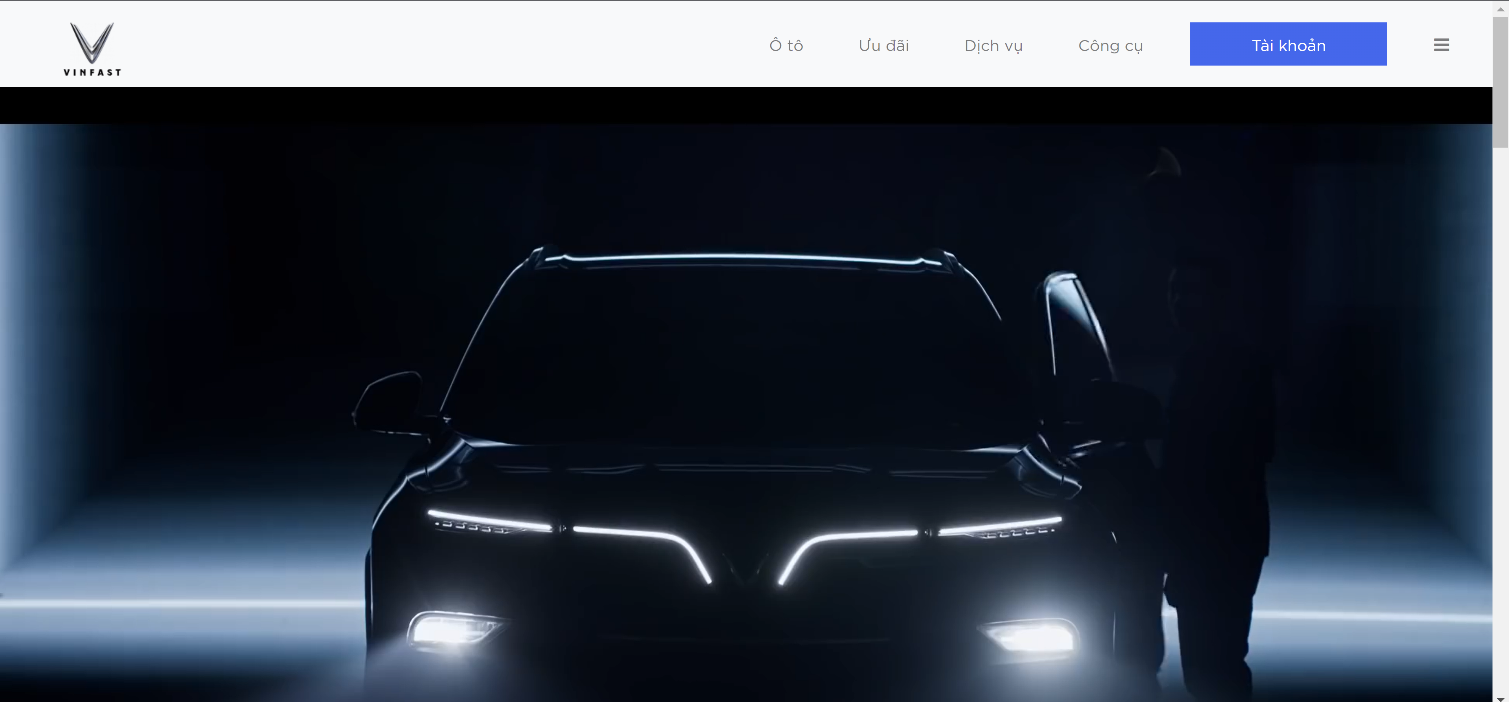 VINFAST
Ô tô
Ưu đãi
Dịch vụ
Công cụ
Tài khoản